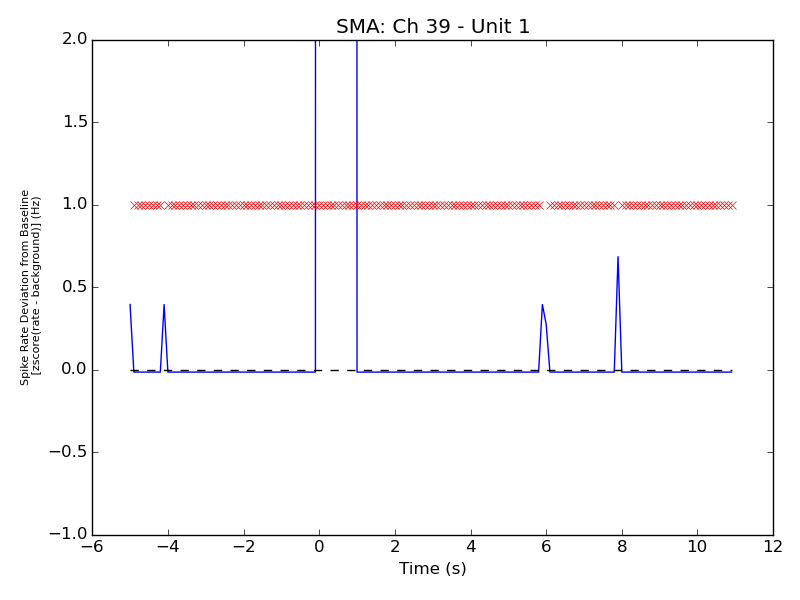 SMA: Ch 39 - Unit 1
2.0
1.5
1.0
0.5
0.0
−0.5
−1.0
Spike Rate Deviation from Baseline
[zscore(rate - background)] (Hz)
−6 −4 −2 0 2 4 6 8 10 12
Time (s)